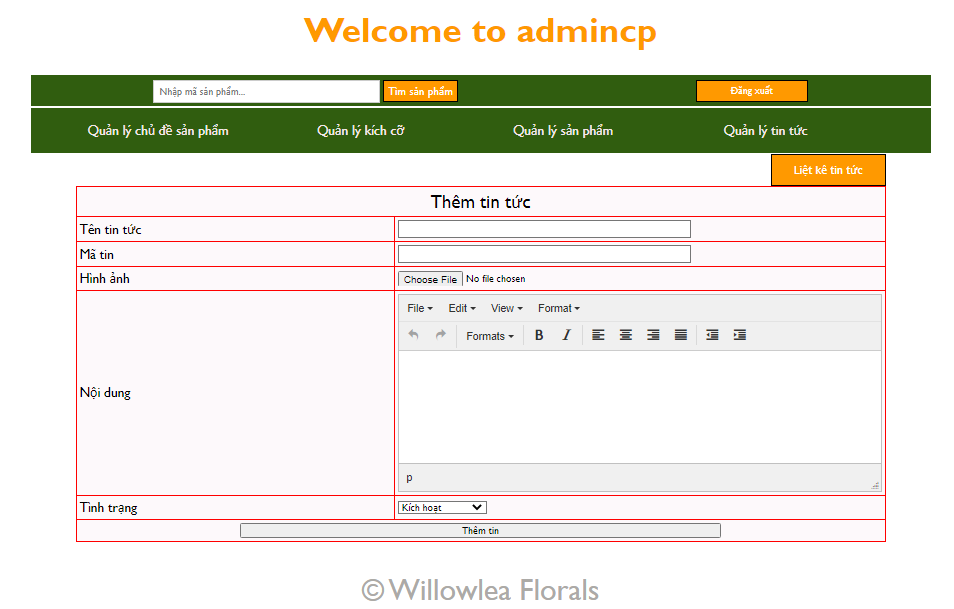 Welcome to admincp
Nhập mã sản phẩm... Tìm sản phẩm Đăng xuất
Quản lý chủ đề sản phẩm Quản lý kích cỡ Quản lý sản phẩm Quản lý tin tức
Liệt kê tin tức
Thêm tin tức
Tên tin tức
Mã tin
Hình ảnh Choose File No file chosen
File Edit View Format
Formats B I
Nội dung
p
Tình trạng Kích hoạt
Thêm tin
© Willowlea Florals